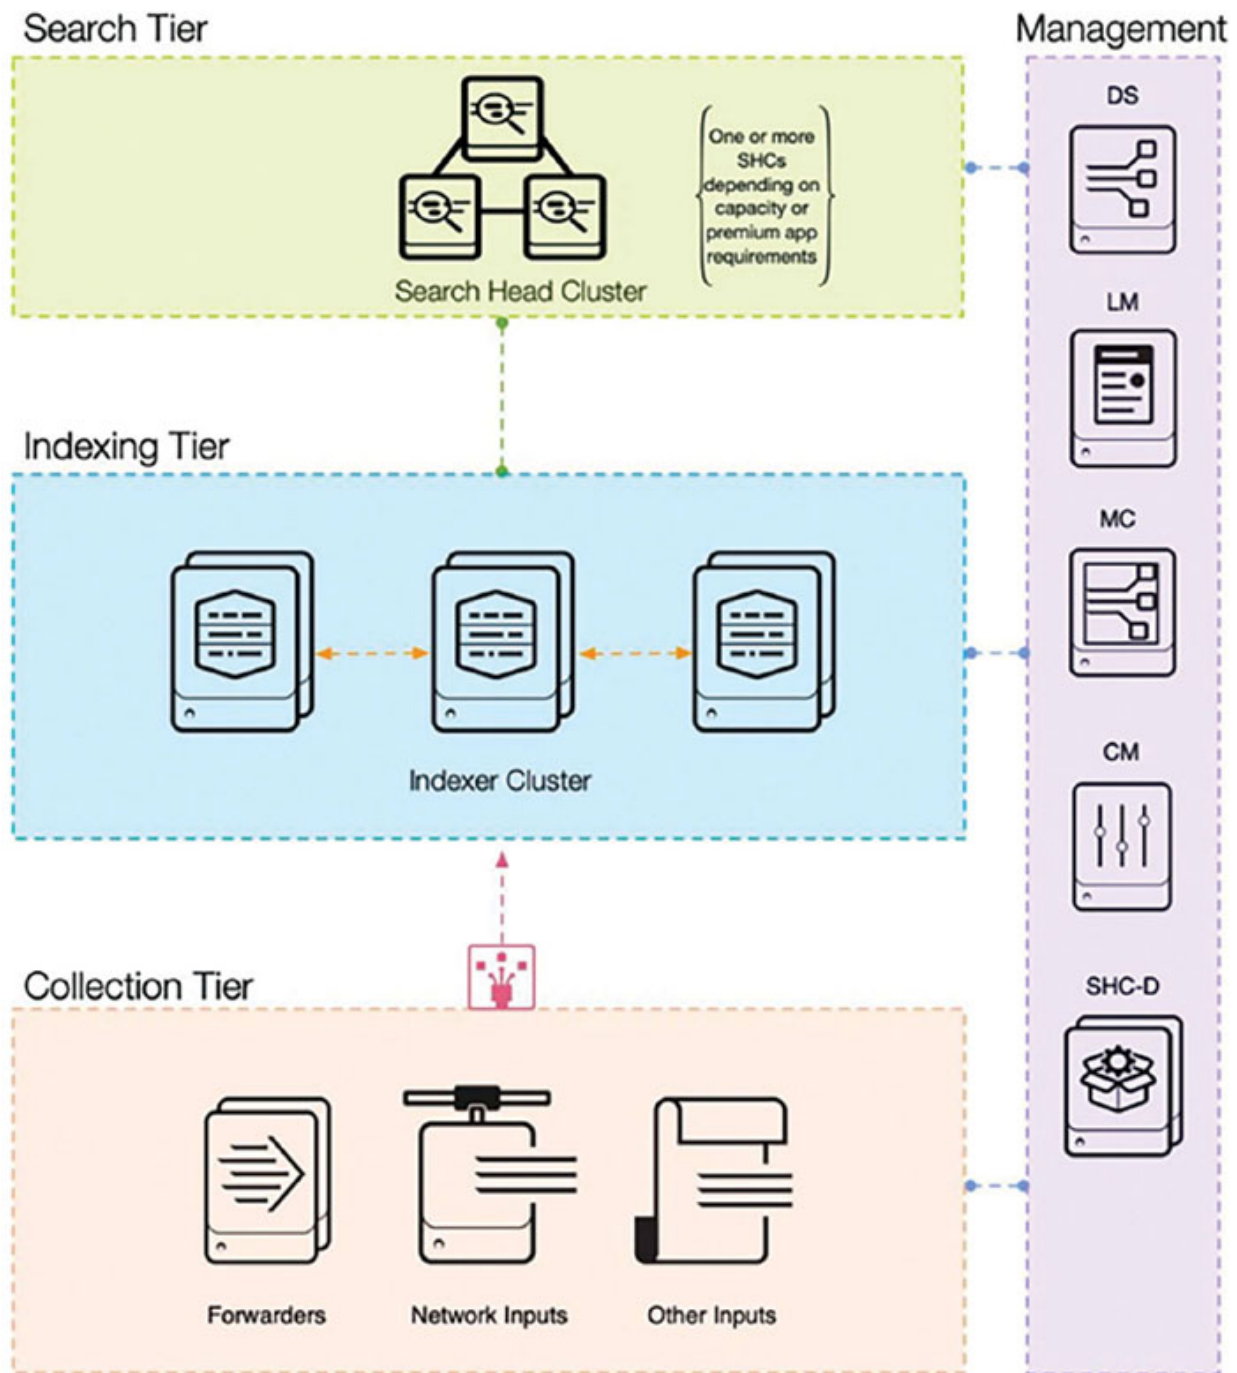 Search Tier
Management
One or more
SHCs
depending on
capacity or
premium app
requirements
Search Head Cluster
DS
LM
Indexing Tier
MC
Indexer Cluster
CM
Collection Tier
SHC-D
Forwarders
Network Inputs
Other Inputs